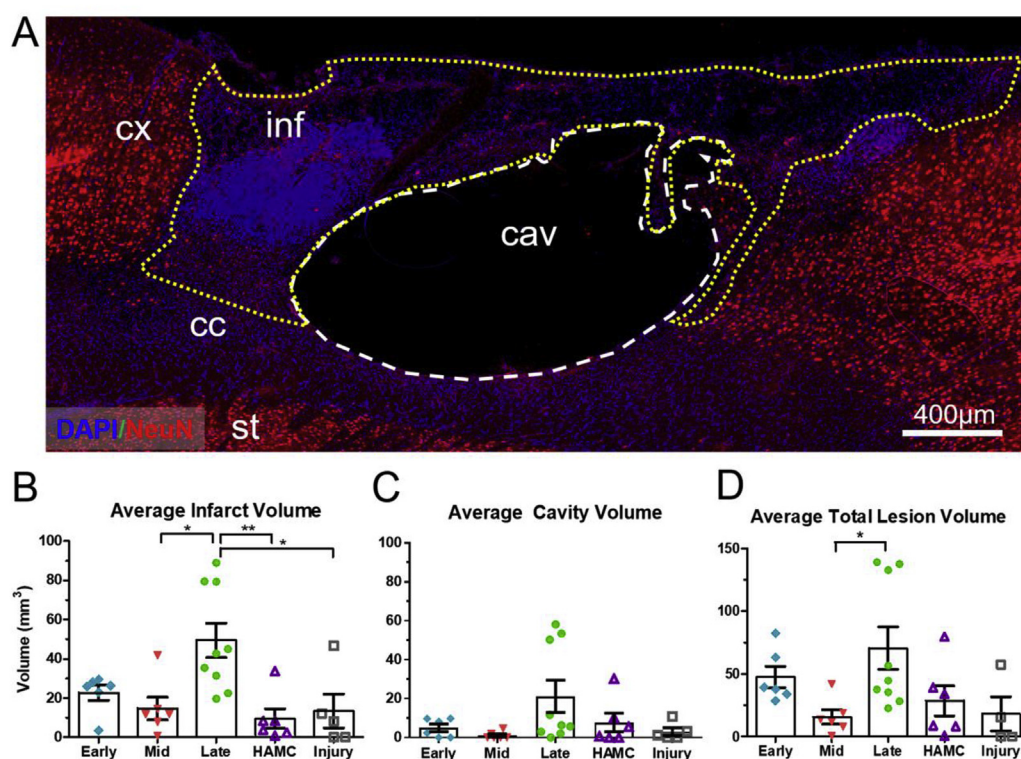 A
cx
inf
cav
cc
400µm
DAPI/NeuN
st
B
Average Infarct Volume
* ** *
Volume (mm³)
100
80
60
40
20
0
Early Mid Late HAMC Injury
C
Average Cavity Volume
100
80
60
40
20
0
Early Mid Late HAMC Injury
D
Average Total Lesion Volume
*
150
100
50
0
Early Mid Late HAMC Injury